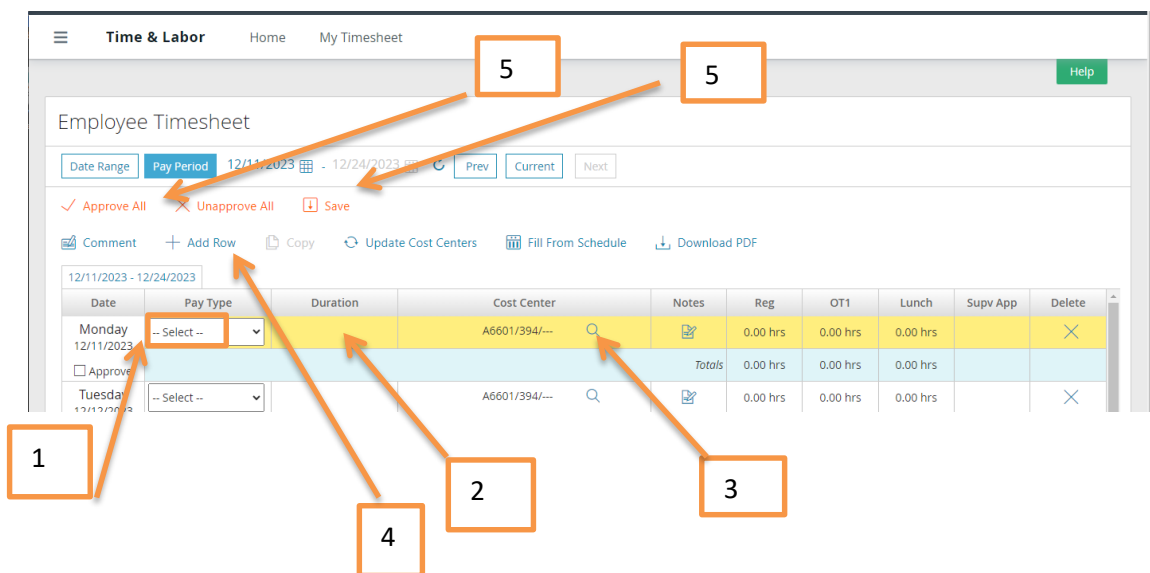 Time & Labor Home My Timesheet
5 5 Help
Employee Timesheet
Date Range Pay Period 12/11/2023 - 12/24/2023 Prev Current Next
Approve All Unapprove All Save
Comment Add Row Copy Update Cost Centers Fill From Schedule Download PDF
12/11/2023 - 12/24/2023
Date Pay Type Duration Cost Center Notes Reg OT1 Lunch Supv App Delete
Monday -- Select -- A6601/394/--- 0.00 hrs 0.00 hrs 0.00 hrs
12/11/2023
Approve Totals 0.00 hrs 0.00 hrs 0.00 hrs
Tuesday -- Select -- A6601/394/--- 0.00 hrs 0.00 hrs 0.00 hrs
12/12/2023
1
2 3
4